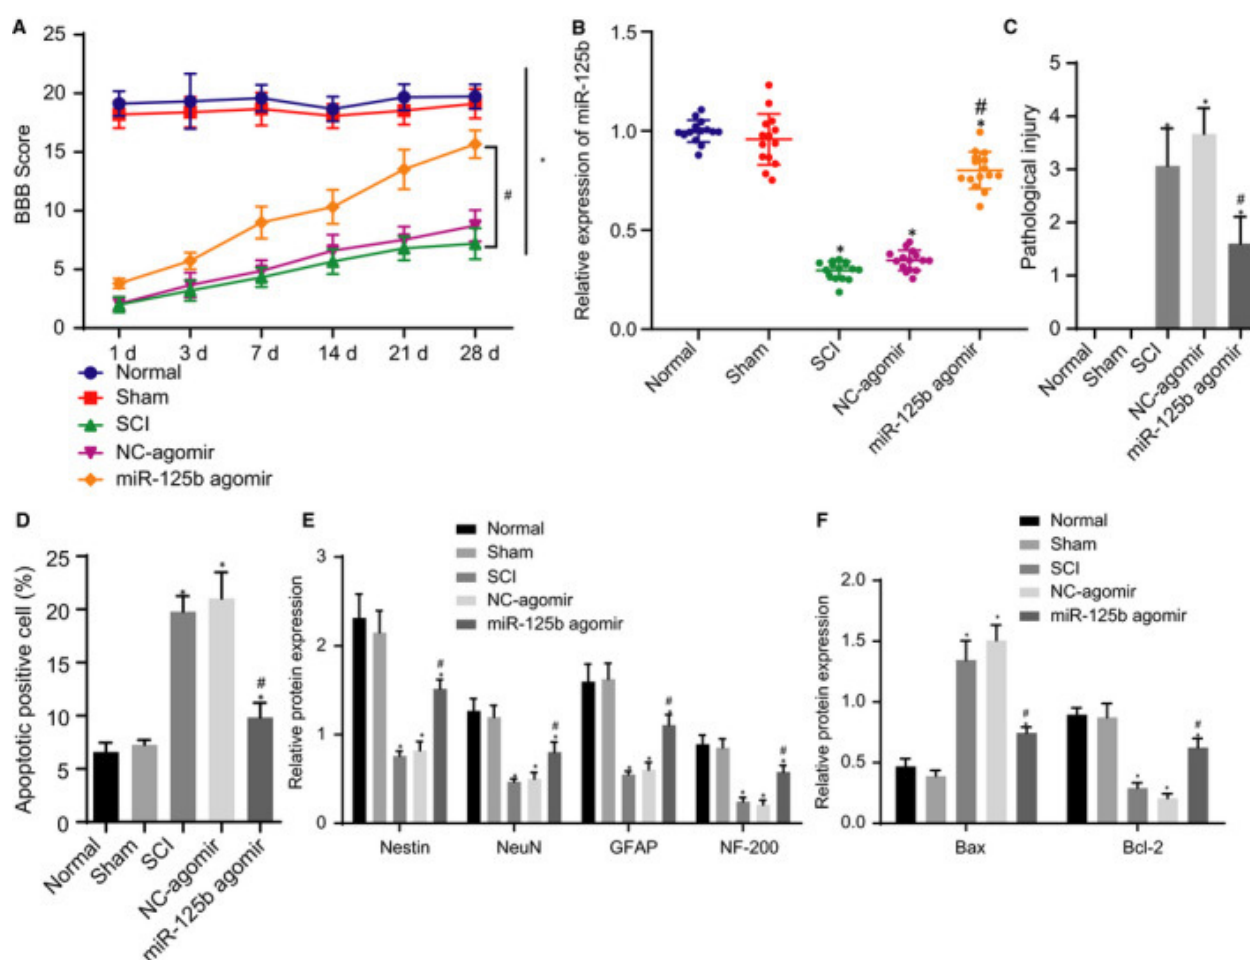 A
BBB Score
25
20
15
10
5
0
1 d 3 d 7 d 14 d 21 d 28 d
#
*
Normal
Sham
SCI
NC-agomir
miR-125b agomir
B
Relative expression of miR-125b
1.5
1.0
0.5
0.0
*
*
#
*
Normal
Sham
SCI
NC-agomir
miR-125b agomir
C
Pathological injury
5
4
3
2
1
0
*
*
#
*
Normal
Sham
SCI
NC-agomir
miR-125b agomir
D
Apoptotic positive cell (%)
25
20
15
10
5
0
*
*
#
*
Normal
Sham
SCI
NC-agomir
miR-125b agomir
E
Normal
Sham
SCI
NC-agomir
miR-125b agomir
Relative protein expression
3
2
1
0
* * # *
* * # *
* * # *
* * # *
Nestin NeuN GFAP NF-200
F
Normal
Sham
SCI
NC-agomir
miR-125b agomir
Relative protein expression
2.0
1.5
1.0
0.5
0.0
* * # *
* * # *
Bax Bcl-2